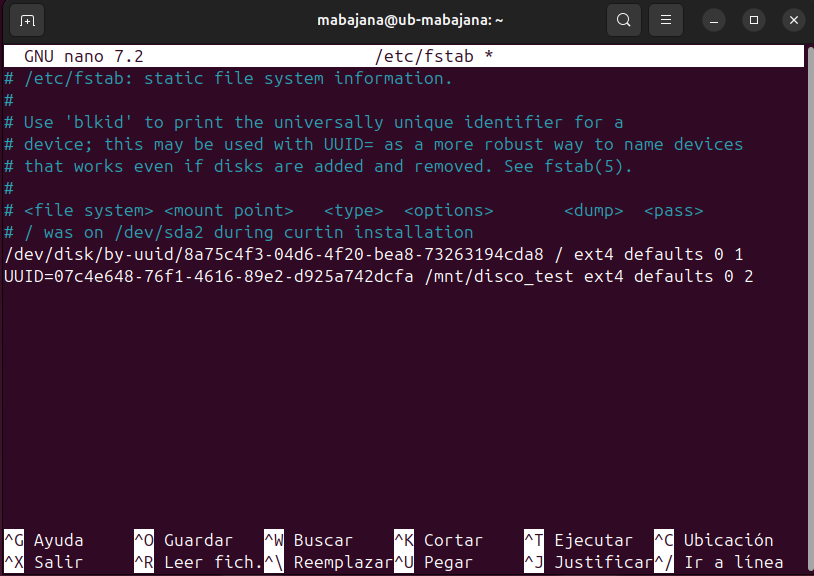 mabajana@ub-mabajana: ~
GNU nano 7.2 /etc/fstab *
# /etc/fstab: static file system information.
#
# Use 'blkid' to print the universally unique identifier for a
# device; this may be used with UUID= as a more robust way to name devices
# that works even if disks are added and removed. See fstab(5).
#
# <file system> <mount point>   <type>  <options>       <dump>  <pass>
# / was on /dev/sda2 during curtin installation
/dev/disk/by-uuid/8a75c4f3-04d6-4f20-bea8-73263194cda8 / ext4 defaults 0 1
UUID=07c4e648-76f1-4616-89e2-d925a742dcfa /mnt/disco_test ext4 defaults 0 2
^G Ayuda ^O Guardar ^W Buscar ^K Cortar ^T Ejecutar ^C Ubicación
^X Salir ^R Leer fich. ^\ Reemplazar ^U Pegar ^J Justificar ^/ Ir a línea